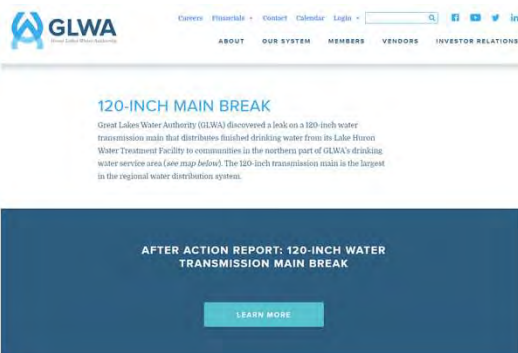 Careers Financials Contact Calendar Login
GLWA
Great Lakes Water Authority
ABOUT OUR SYSTEM MEMBERS VENDORS INVESTOR RELATIONS
120-INCH MAIN BREAK
Great Lakes Water Authority (GLWA) discovered a leak on a 120-inch water
transmission main that distributes finished drinking water from its Lake Huron
Water Treatment Facility to communities in the northern part of GLWA's drinking
water service area (see map below). The 120-inch transmission main is the largest
in the regional water distribution system.
AFTER ACTION REPORT: 120-INCH WATER
TRANSMISSION MAIN BREAK
LEARN MORE